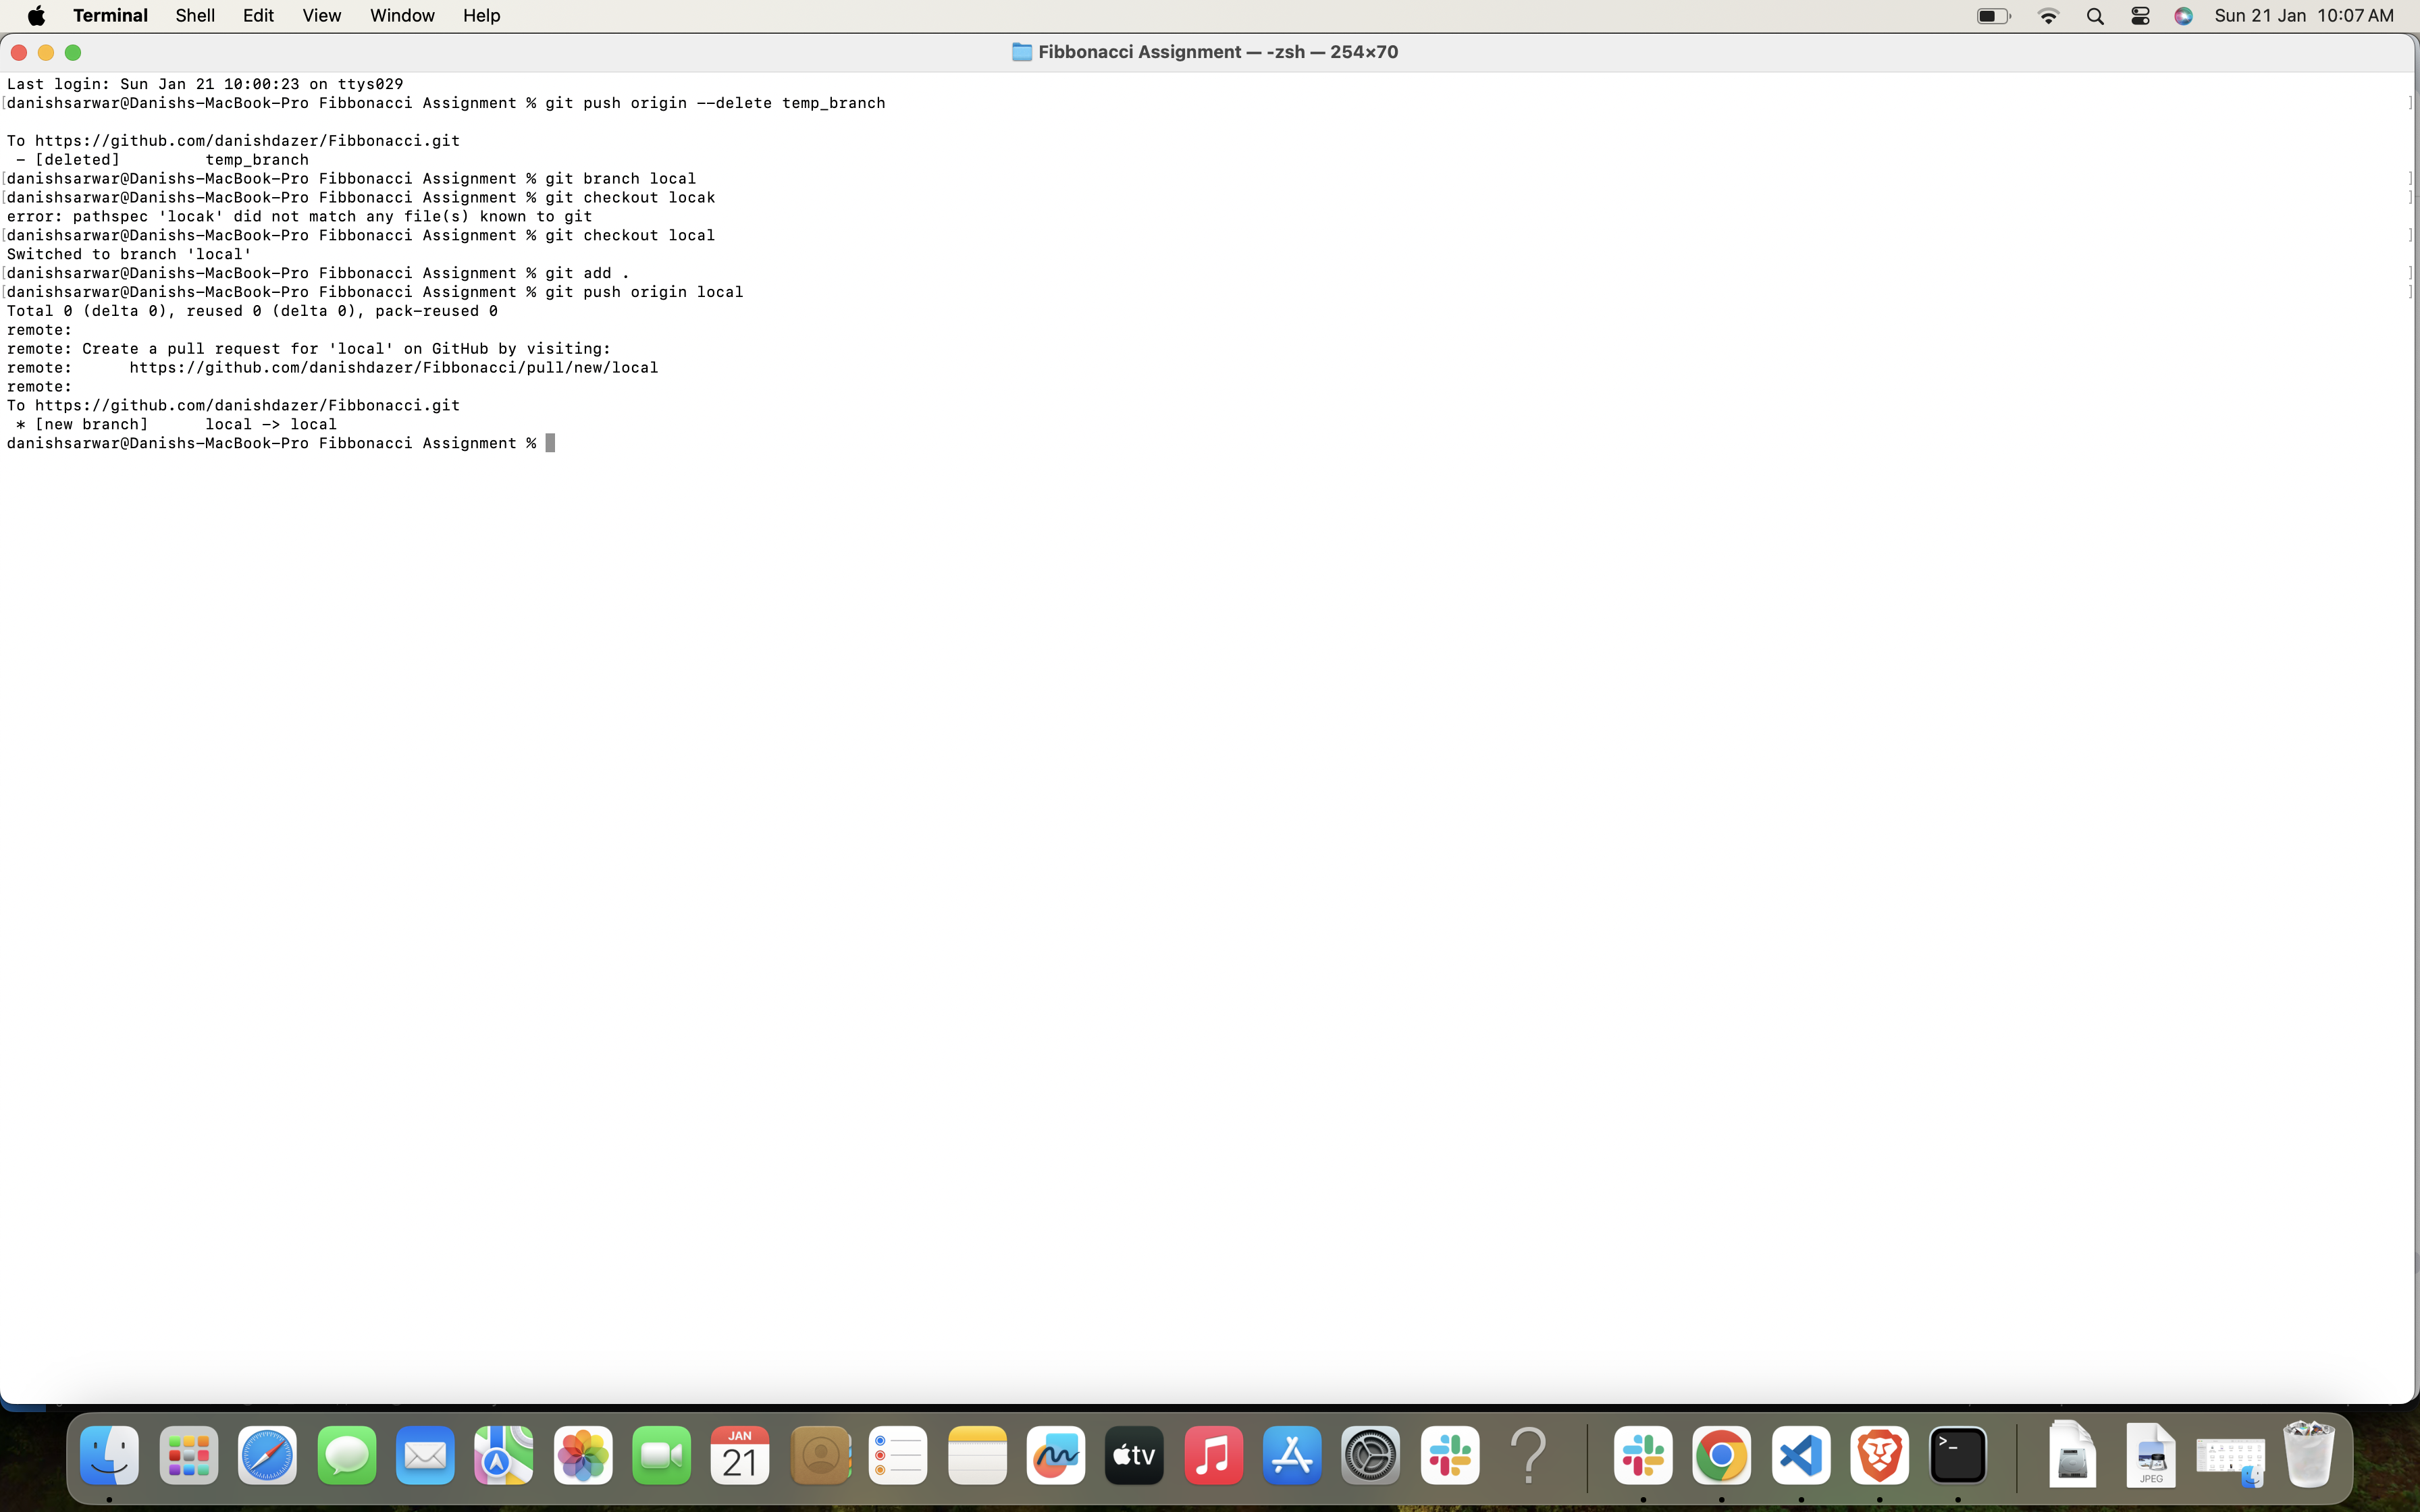 Terminal Shell Edit View Window Help Sun 21 Jan 10:07 AM
Fibbonacci Assignment — -zsh — 254×70
Last login: Sun Jan 21 10:00:23 on ttys029
[danishsarwar@Danishs-MacBook-Pro Fibbonacci Assignment % git push origin --delete temp_branch ]
To https://github.com/danishdazer/Fibbonacci.git
 - [deleted]         temp_branch
[danishsarwar@Danishs-MacBook-Pro Fibbonacci Assignment % git branch local ]
[danishsarwar@Danishs-MacBook-Pro Fibbonacci Assignment % git checkout locak ]
error: pathspec 'locak' did not match any file(s) known to git
[danishsarwar@Danishs-MacBook-Pro Fibbonacci Assignment % git checkout local ]
Switched to branch 'local'
[danishsarwar@Danishs-MacBook-Pro Fibbonacci Assignment % git add . ]
[danishsarwar@Danishs-MacBook-Pro Fibbonacci Assignment % git push origin local ]
Total 0 (delta 0), reused 0 (delta 0), pack-reused 0
remote:
remote: Create a pull request for 'local' on GitHub by visiting:
remote:      https://github.com/danishdazer/Fibbonacci/pull/new/local
remote:
To https://github.com/danishdazer/Fibbonacci.git
 * [new branch]      local -> local
danishsarwar@Danishs-MacBook-Pro Fibbonacci Assignment %
JAN
21
tv
?
>_
JPEG